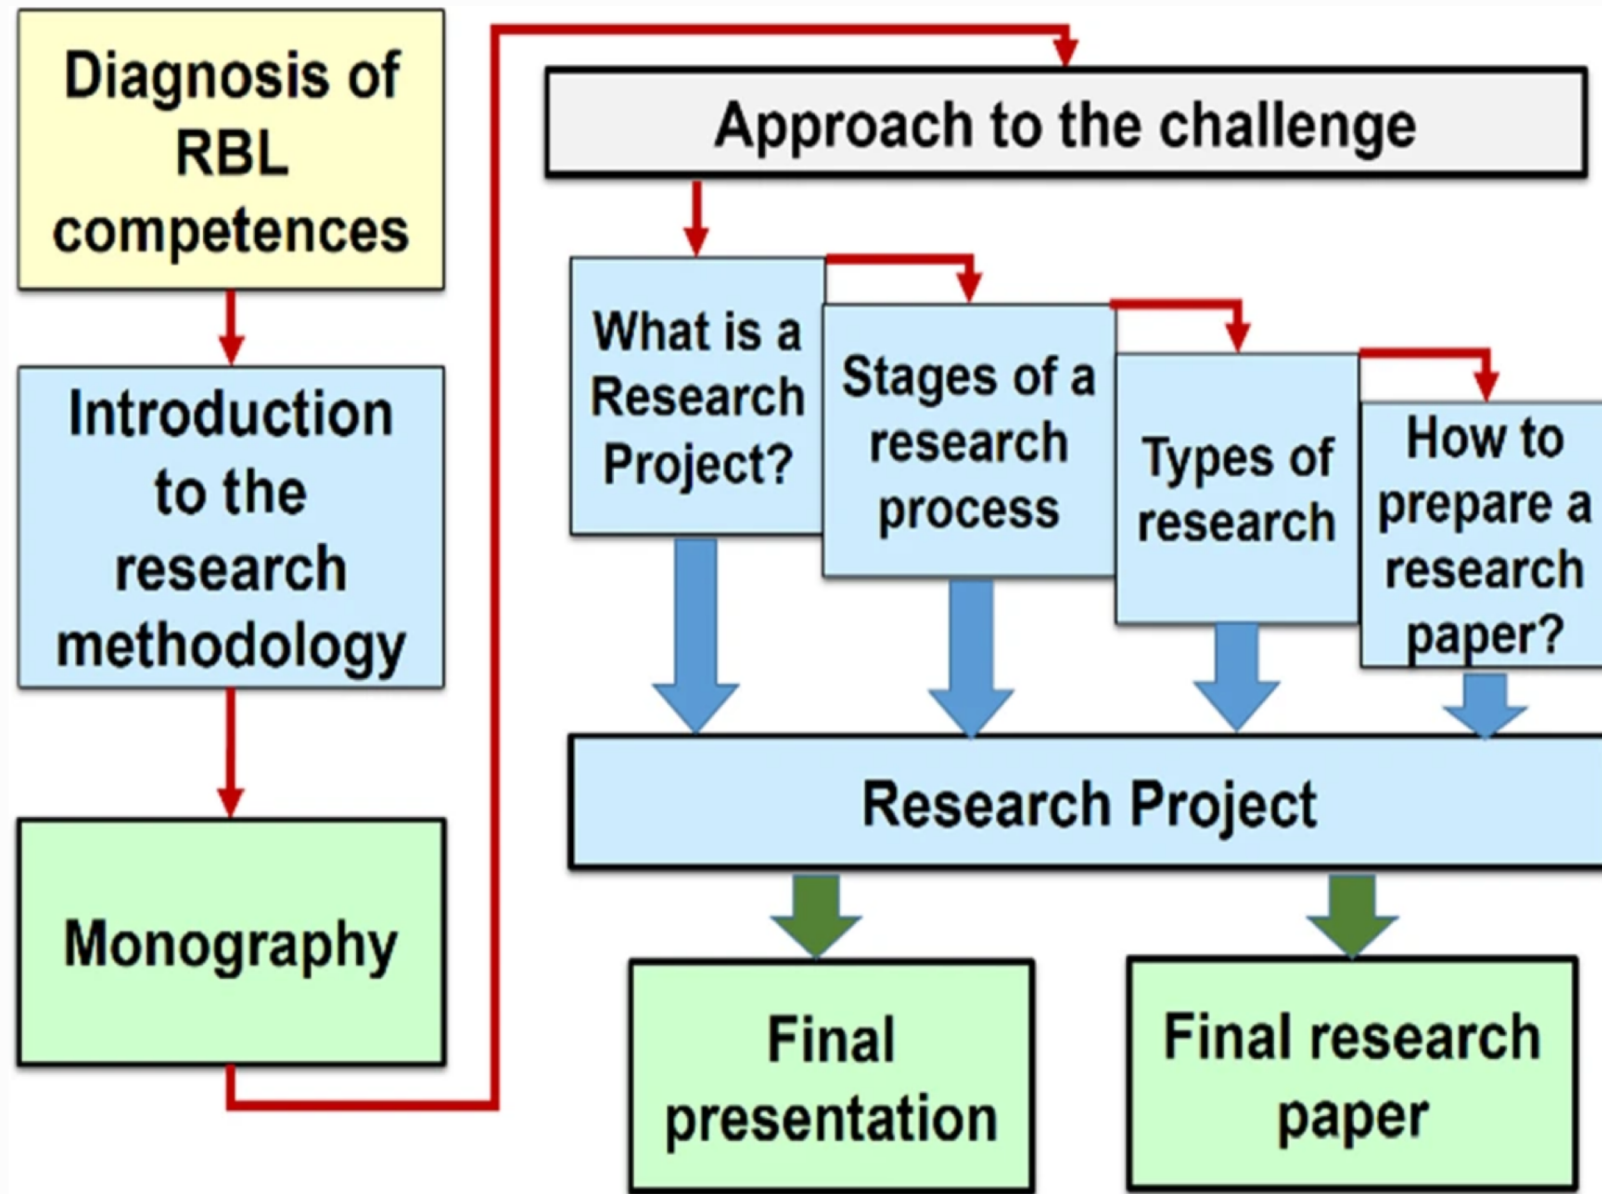 Diagnosis of
RBL
competences
Introduction
to the
research
methodology
Monography
Approach to the challenge
What is a
Research
Project?
Stages of a
research
process
Types of
research
How to
prepare a
research
paper?
Research Project
Final
presentation
Final research
paper